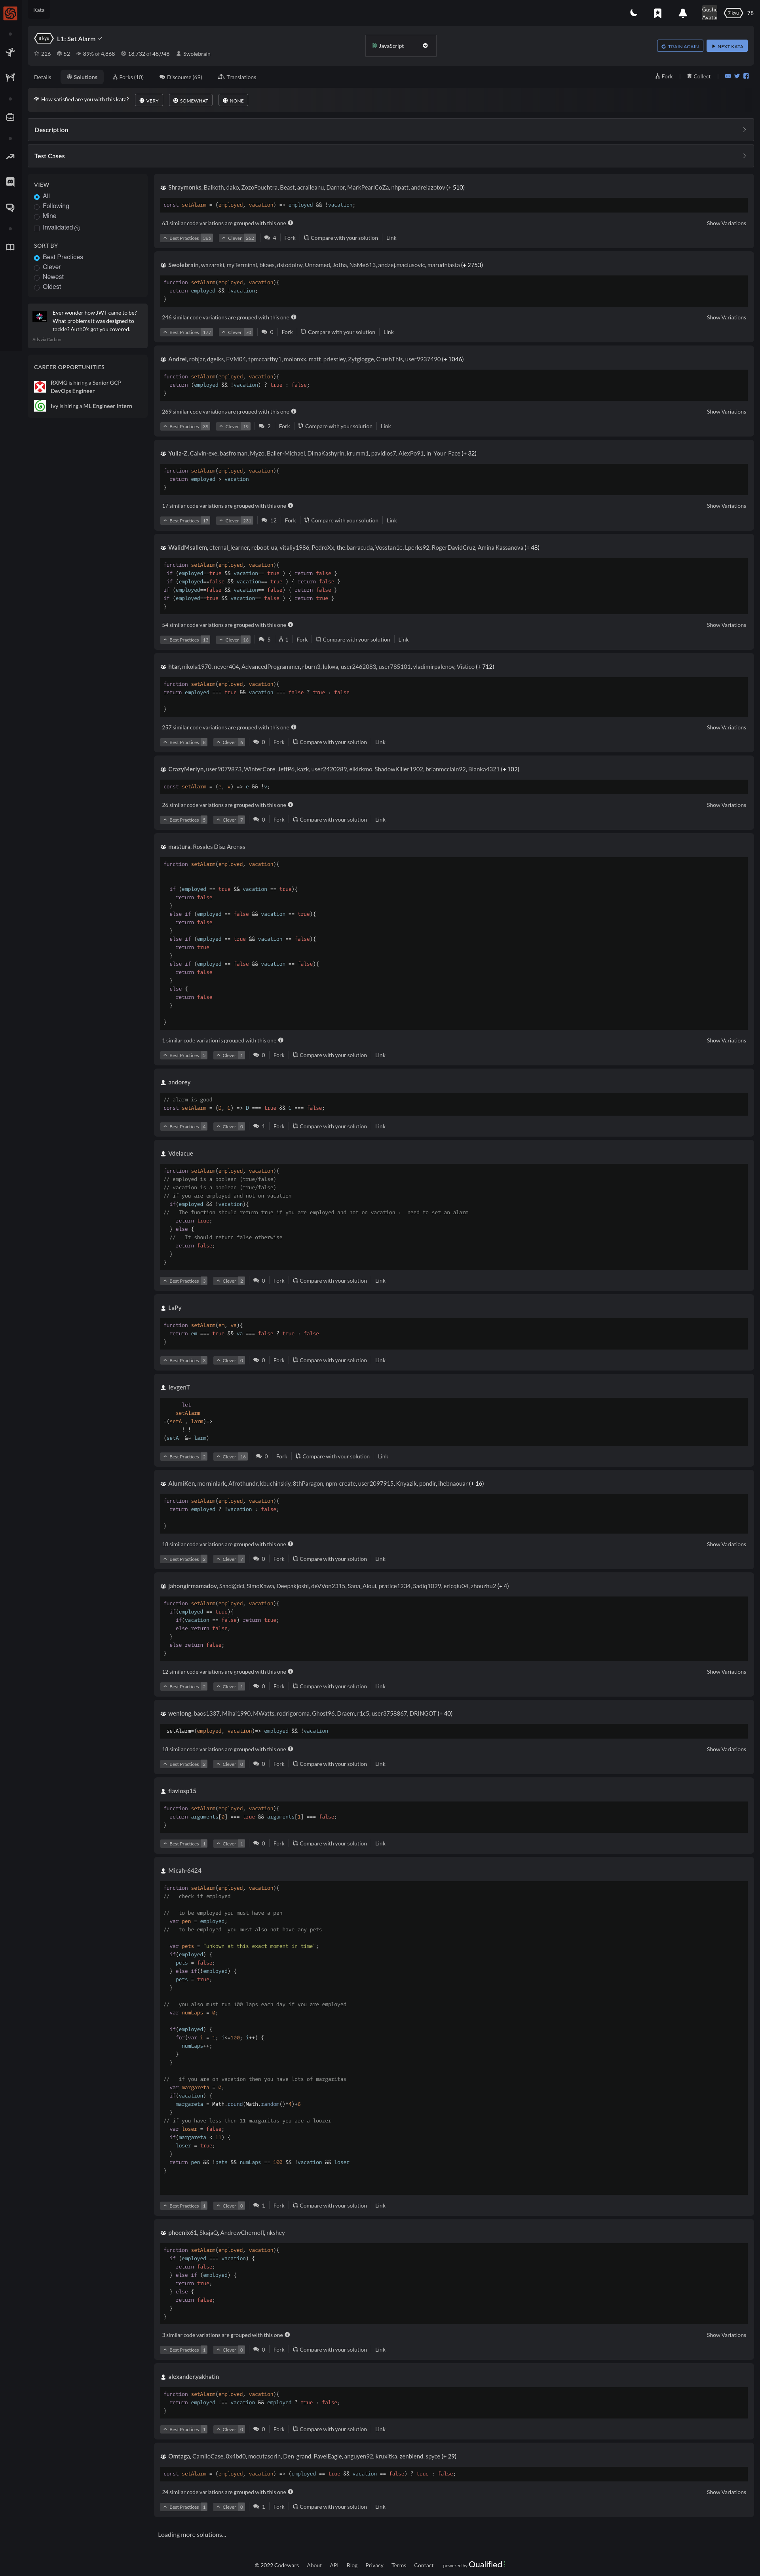 Kata
Gushu Avatar
7 kyu
78
8 kyu
L1: Set Alarm
226
52
89% of 4,868
18,732 of 48,948
Swolebrain
JavaScript
TRAIN AGAIN
NEXT KATA
Details
Solutions
Forks (10)
Discourse (69)
Translations
Fork
Collect
How satisfied are you with this kata?
VERY
SOMEWHAT
NONE
Description
Test Cases
VIEW
All
Following
Mine
Invalidated
SORT BY
Best Practices
Clever
Newest
Oldest
Ever wonder how JWT came to be?
What problems it was designed to
tackle? Auth0's got you covered.
Ads via Carbon
CAREER OPPORTUNITIES
RXMG is hiring a Senior GCP
DevOps Engineer
Ivy is hiring a ML Engineer Intern
Shraymonks, Balkoth, dako, ZozoFouchtra, Beast, acralleanu, Darnor, MarkPearlCoZa, nhpatt, andreiazotov (+ 510)
const setAlarm = (employed, vacation) => employed && !vacation;
63 similar code variations are grouped with this one
Show Variations
Best Practices 385
Clever 262
4
Fork
Compare with your solution
Link
Swolebrain, wazaraki, myTerminal, bkaes, dstodolny, Unnamed, Jotha, NaMe613, andzej.maciusovic, marudniasta (+ 2753)
function setAlarm(employed, vacation){
return employed && !vacation;
}
246 similar code variations are grouped with this one
Show Variations
Best Practices 177
Clever 70
0
Fork
Compare with your solution
Link
Andrei, robjar, dgelks, FVM04, tpmccarthy1, molonxx, matt_priestley, Zytglogge, CrushThis, user9937490 (+ 1046)
function setAlarm(employed, vacation){
return (employed && !vacation) ? true : false;
}
269 similar code variations are grouped with this one
Show Variations
Best Practices 39
Clever 19
2
Fork
Compare with your solution
Link
Yulia-Z, Calvin-exe, basfroman, Myzo, Baller-Michael, DimaKashyrin, krumm1, pavidlos7, AlexPo91, In_Your_Face (+ 32)
function setAlarm(employed, vacation){
return employed > vacation
}
17 similar code variations are grouped with this one
Show Variations
Best Practices 17
Clever 231
12
Fork
Compare with your solution
Link
WalidMsallem, eternal_learner, reboot-ua, vitaliy1986, PedroXx, the.barracuda, Vosstan1e, Lperks92, RogerDavidCruz, Amina Kassanova (+ 48)
function setAlarm(employed, vacation){
if (employed==true && vacation== true ) { return false }
if (employed==false && vacation== true ) { return false }
if (employed==false && vacation== false) { return false }
if (employed==true && vacation== false ) { return true }
}
54 similar code variations are grouped with this one
Show Variations
Best Practices 11
Clever 16
5
1
Fork
Compare with your solution
Link
htar, nikola1970, never404, AdvancedProgrammer, rburn3, lukwa, user2462083, user785101, vladimirpalenov, Vistico (+ 712)
function setAlarm(employed, vacation){
return employed === true && vacation === false ? true : false
}
257 similar code variations are grouped with this one
Show Variations
Best Practices 8
Clever 4
0
Fork
Compare with your solution
Link
CrazyMerlyn, user9079873, WinterCore, JeffP6, kazk, user2420289, elkirkmo, ShadowKiller1902, brianmcclain92, Blanka4321 (+ 102)
const setAlarm = (e, v) => e && !v;
26 similar code variations are grouped with this one
Show Variations
Best Practices 5
Clever 7
0
Fork
Compare with your solution
Link
mastura, Rosales Diaz Arenas
function setAlarm(employed, vacation){
if (employed == true && vacation == true){
return false
}
else if (employed == false && vacation == true){
return false
}
else if (employed == true && vacation == false){
return true
}
else if (employed == false && vacation == false){
return false
}
else {
return false
}
}
1 similar code variation is grouped with this one
Show Variations
Best Practices 5
Clever 1
0
Fork
Compare with your solution
Link
andorey
// alarm is good
const setAlarm = (D, C) => D === true && C === false;
Best Practices 4
Clever 0
1
Fork
Compare with your solution
Link
Vdelacue
function setAlarm(employed, vacation){
// employed is a boolean (true/false)
// vacation is a boolean (true/false)
// if you are employed and not on vacation
if(employed && !vacation){
// The function should return true if you are employed and not on vacation : need to set an alarm
return true;
} else {
// It should return false otherwise
return false;
}
}
Best Practices 3
Clever 2
0
Fork
Compare with your solution
Link
LaPy
function setAlarm(em, va){
return em === true && va === false ? true : false
}
Best Practices 3
Clever 0
0
Fork
Compare with your solution
Link
IevgenT
let
setAlarm
=(setA , larm)=>
! !
(setA &~ larm)
Best Practices 2
Clever 16
0
Fork
Compare with your solution
Link
AlumiKen, morninlark, Afrothundr, kbuchinskiy, BthParagon, npm-create, user2097915, Knyazik, pondir, ihebnaouar (+ 16)
function setAlarm(employed, vacation){
return employed ? !vacation : false;
}
18 similar code variations are grouped with this one
Show Variations
Best Practices 2
Clever 7
0
Fork
Compare with your solution
Link
jahongirmamadov, Saadijdci, SimoKawa, Deepakjoshi, deVVon2315, Sana_Aloui, pratice1234, Sadiq1029, ericqiu04, zhouzhu2 (+ 4)
function setAlarm(employed, vacation){
if(employed == true){
if(vacation == false) return true;
else return false;
}
else return false;
}
12 similar code variations are grouped with this one
Show Variations
Best Practices 2
Clever 1
0
Fork
Compare with your solution
Link
wenlong, baos1337, Mihai1990, MWatts, rodrigoroma, Ghost96, Draem, r1c5, user3758867, DRINGOT (+ 40)
setAlarm=(employed, vacation)=> employed && !vacation
18 similar code variations are grouped with this one
Show Variations
Best Practices 2
Clever 0
0
Fork
Compare with your solution
Link
flaviosp15
function setAlarm(employed, vacation){
return arguments[0] === true && arguments[1] === false;
}
Best Practices 1
Clever 1
0
Fork
Compare with your solution
Link
Micah-6424
function setAlarm(employed, vacation){
// check if employed
// to be employed you must have a pen
var pen = employed;
// to be employed you must also not have any pets
var pets = "unkown at this exact moment in time";
if(employed) {
pets = false;
} else if(!employed) {
pets = true;
}
// you also must run 100 laps each day if you are employed
var numLaps = 0;
if(employed) {
for(var i = 1; i<=100; i++) {
numLaps++;
}
}
// if you are on vacation then you have lots of margaritas
var margareta = 0;
if(vacation) {
margareta = Math.round(Math.random()*4)+6
}
// if you have less then 11 margaritas you are a looser
var loser = false;
if(margareta < 11) {
loser = true;
}
return pen && !pets && numLaps == 100 && !vacation && loser
}
Best Practices 1
Clever 0
1
Fork
Compare with your solution
Link
phoenix61, SkajaQ, AndrewChernoff, nkshey
function setAlarm(employed, vacation){
if (employed === vacation) {
return false;
} else if (employed) {
return true;
} else {
return false;
}
}
3 similar code variations are grouped with this one
Show Variations
Best Practices 1
Clever 0
0
Fork
Compare with your solution
Link
alexander.yakhatin
function setAlarm(employed, vacation){
return employed !== vacation && employed ? true : false;
}
Best Practices 1
Clever 0
0
Fork
Compare with your solution
Link
Omtaga, CamiloCase, 0x4bd0, mocutasorin, Den_grand, PavelEagle, anguyen92, kruxitka, zenblend, spyce (+ 29)
const setAlarm = (employed, vacation) => (employed == true && vacation == false) ? true : false;
24 similar code variations are grouped with this one
Show Variations
Best Practices 1
Clever 0
1
Fork
Compare with your solution
Link
Loading more solutions...
© 2022 Codewars
About
API
Blog
Privacy
Terms
Contact
powered by Qualified